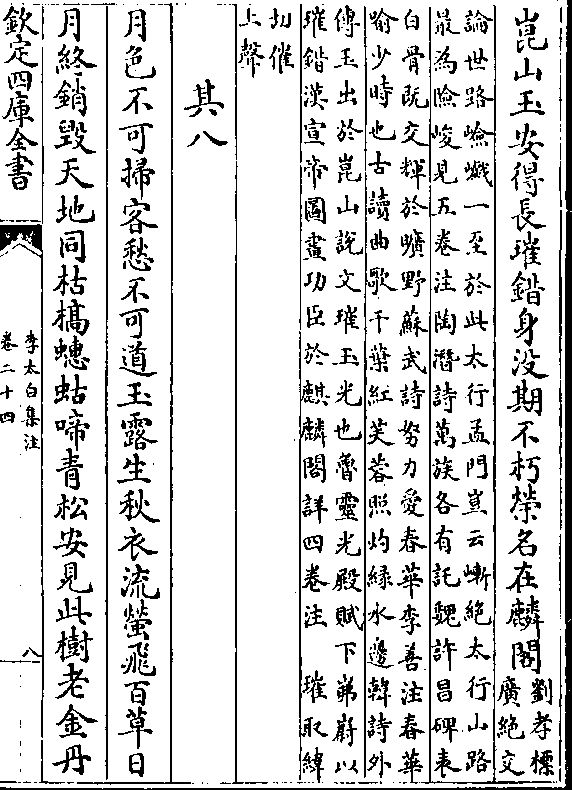 崑山玉安得長璀錯身没期不朽榮名在麟閣
劉孝標
廣絶交
論世路嶮巇一至於此太行孟門豈云嶄絶太行山路
最為險峻見五卷注陶潛詩萬族各有託魏許昌碑表
白骨既交輝於曠野蘇武詩努力愛春華李善注春華
喻少時也古讀曲歌千葉紅芙蓉照灼緑水邊韓詩外
傳玉出於崑山說文璀玉光也魯靈光殿賦下岪蔚以
璀錯漢宣帝圖畫功臣於麒麟閣詳四卷注　璀取緯
切催
上聲
其八
月色不可掃客愁不可道玉露生秋衣流螢飛百草日
月終銷毁天地同枯槁蟪蛄啼青松安見此樹老金丹
欽定四庫全書
李太白集注
卷二十四
八